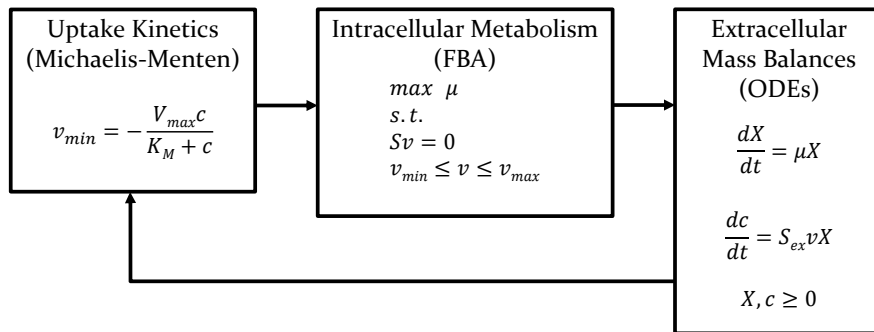 Uptake Kinetics
(Michaelis-Menten)
v_min = − V_max c / (K_M + c)
Intracellular Metabolism
(FBA)
max μ
s.t.
Sv = 0
v_min ≤ v ≤ v_max
Extracellular
Mass Balances
(ODEs)
dX/dt = μX
dc/dt = S_ex vX
X, c ≥ 0